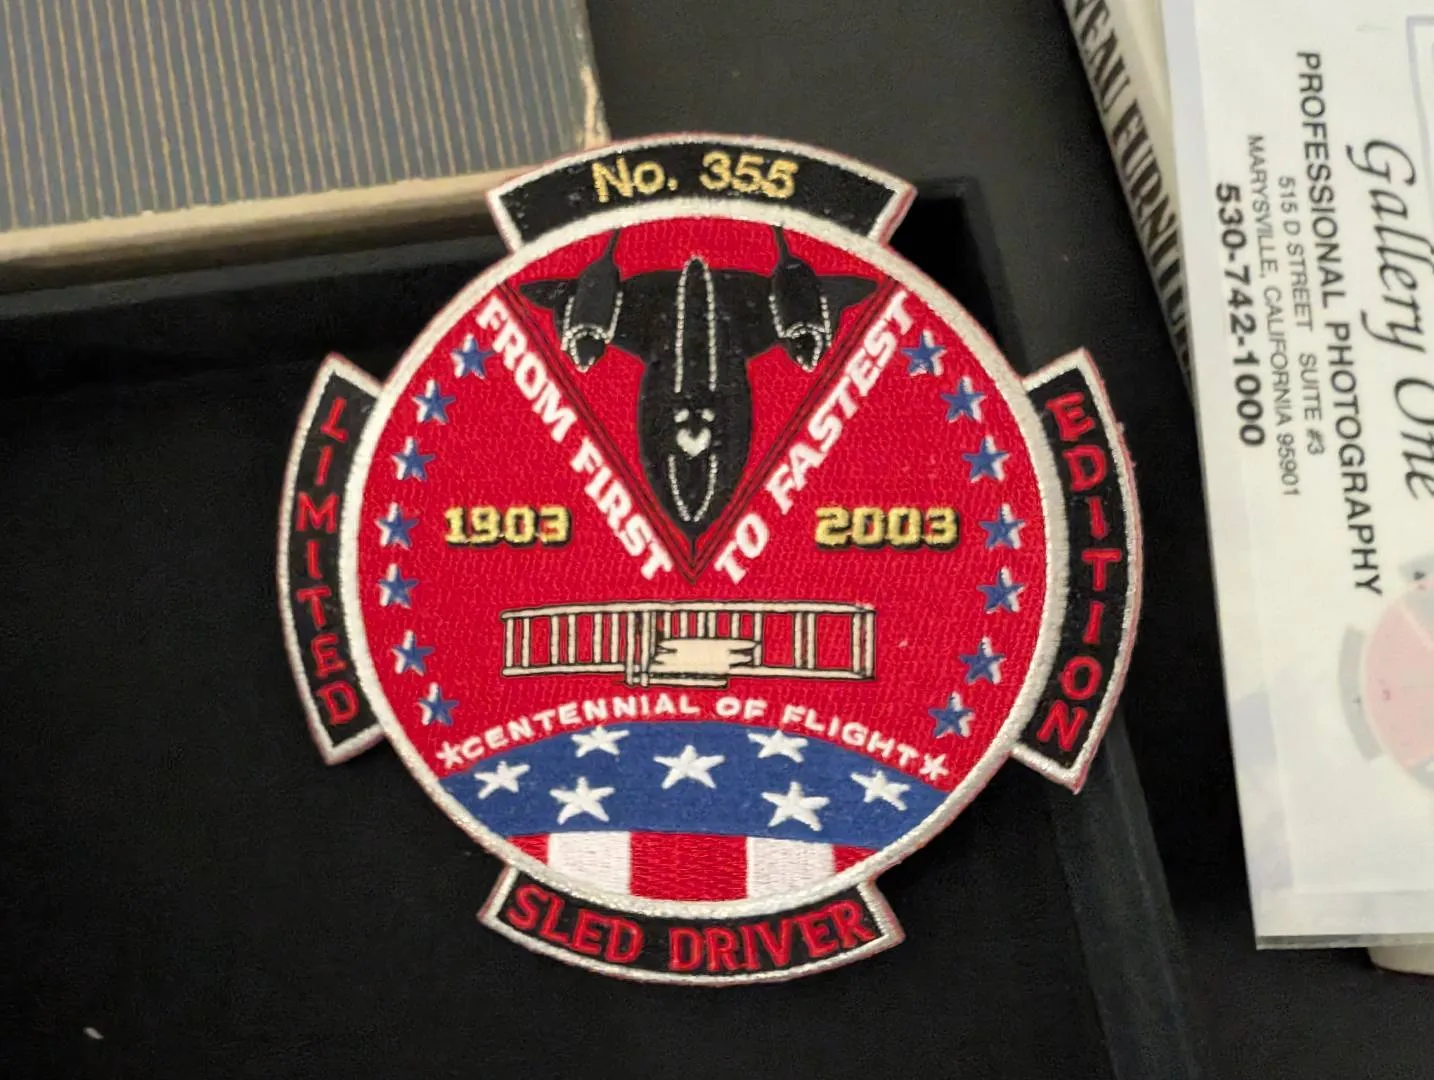 No. 355
LIMITED
EDITION
FROM FIRST
TO FASTEST
1903
2003
*CENTENNIAL OF FLIGHT*
SLED DRIVER
Gallery One
PROFESSIONAL PHOTOGRAPHY
515 D STREET SUITE #3
MARYSVILLE, CALIFORNIA 95901
530-742-1000